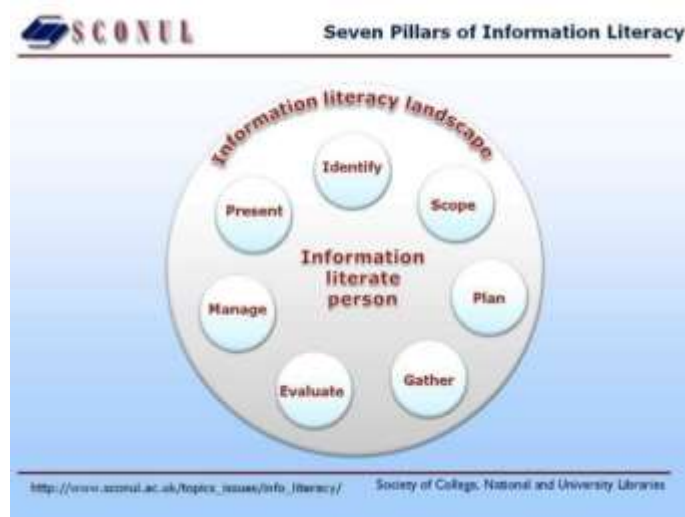 SCONUL
Seven Pillars of Information Literacy
Information literacy landscape
Identify
Scope
Plan
Gather
Evaluate
Manage
Present
Information
literate
person
http://www.sconul.ac.uk/topics_issues/info_literacy/
Society of College, National and University Libraries